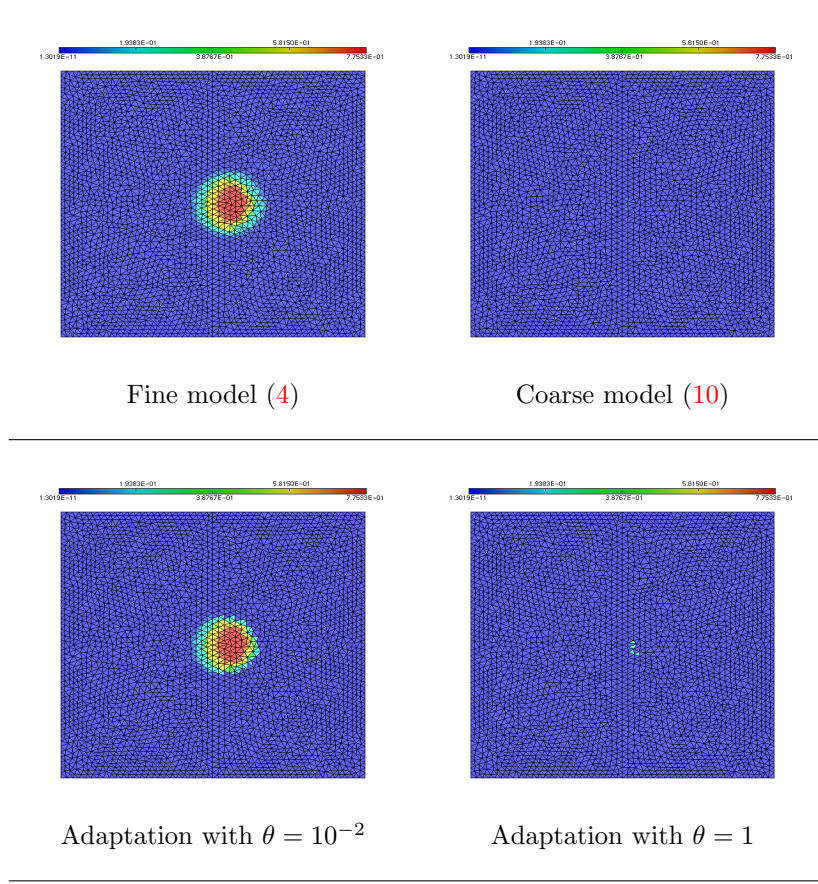 1.9383E−01 5.8150E−01 1.9383E−01 5.8150E−01
1.3019E−11 3.8767E−01 7.7533E−01 1.3019E−11 3.8767E−01 7.7533E−01
Fine model (4) Coarse model (10)
1.9383E−01 5.8150E−01 1.9383E−01 5.8150E−01
1.3019E−11 3.8767E−01 7.7533E−01 1.3019E−11 3.8767E−01 7.7533E−01
Adaptation with θ = 10⁻² Adaptation with θ = 1